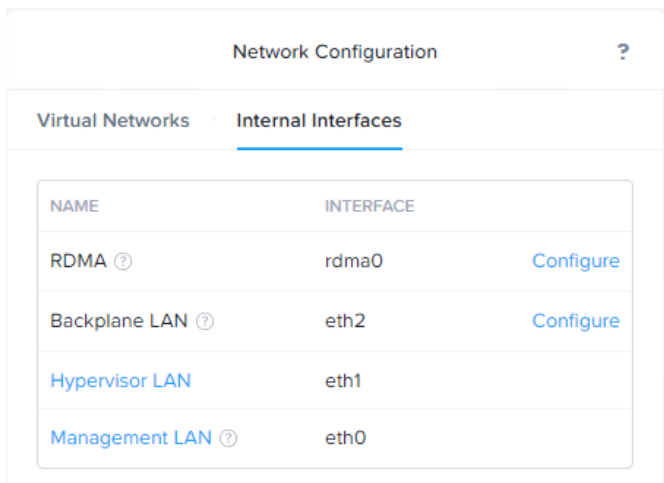 Network Configuration ?
Virtual Networks · Internal Interfaces
NAME INTERFACE
RDMA ? rdma0 Configure
Backplane LAN ? eth2 Configure
Hypervisor LAN eth1
Management LAN ? eth0